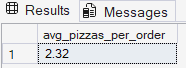 Results Messages
avg_pizzas_per_order
1 2.32